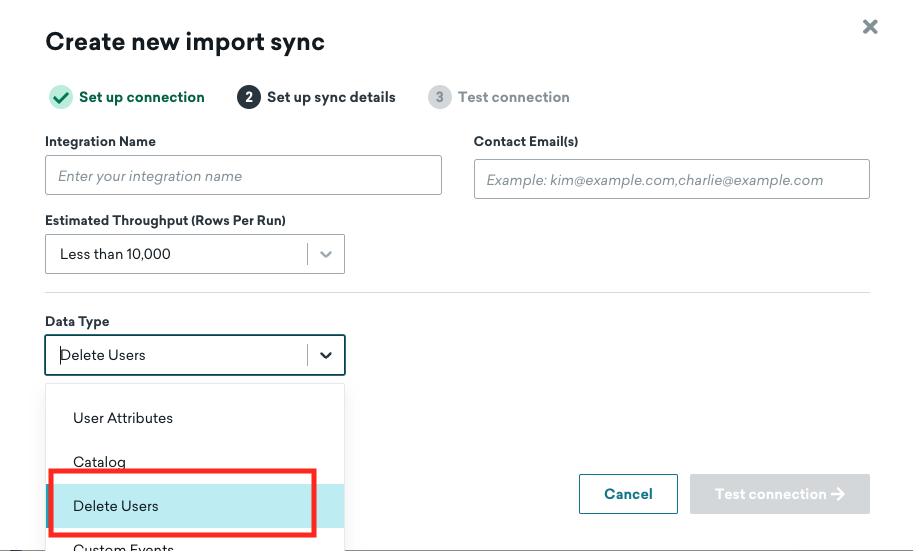 Create new import sync
Set up connection
2 Set up sync details
3 Test connection
Integration Name
Contact Email(s)
Enter your integration name
Example: kim@example.com,charlie@example.com
Estimated Throughput (Rows Per Run)
Less than 10,000
Data Type
Delete Users
User Attributes
Catalog
Delete Users
Custom Events
Cancel
Test connection →